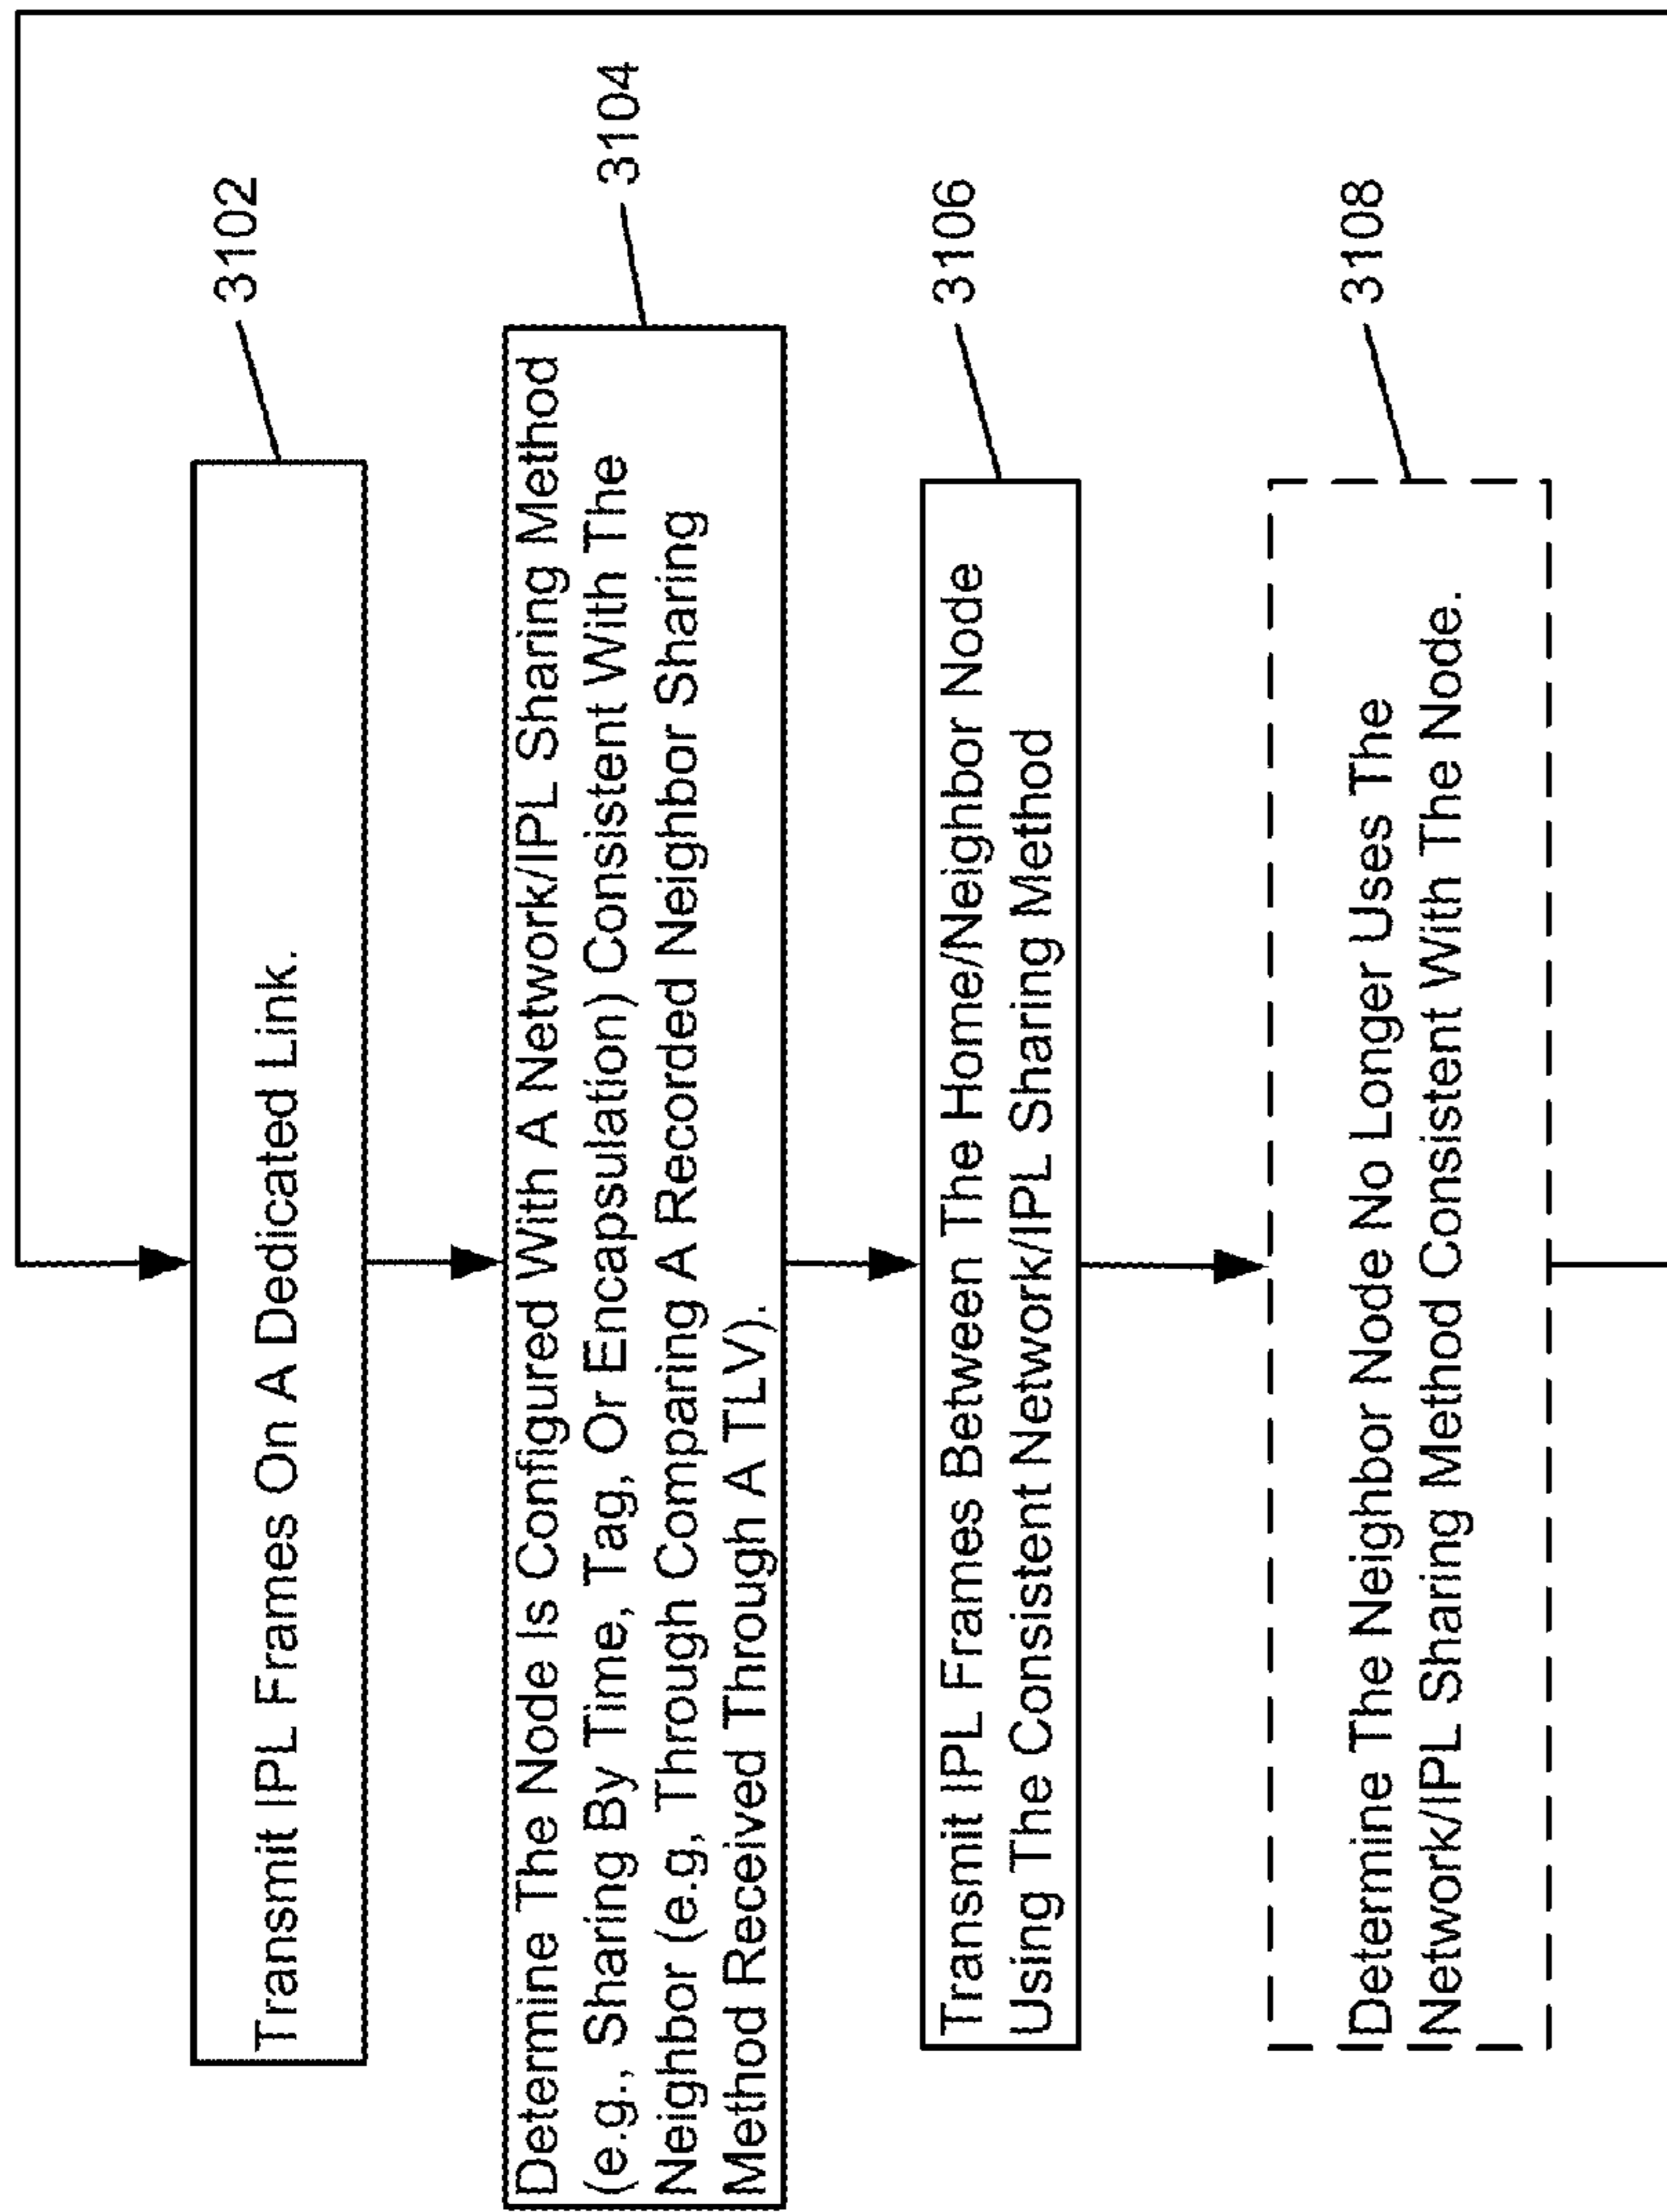 3102
Transmit IPL Frames On A Dedicated Link.
3104
Determine The Node Is Configured With A Network/IPL Sharing Method
(e.g., Sharing By Time, Tag, Or Encapsulation) Consistent With The
Neighbor (e.g, Through Comparing A Recorded Neighbor Sharing
Method Received Through A TLV).
3106
Transmit IPL Frames Between The Home/Neighbor Node
Using The Consistent Network/IPL Sharing Method
3108
Determine The Neighbor Node No Longer Uses The
Network/IPL Sharing Method Consistent With The Node.